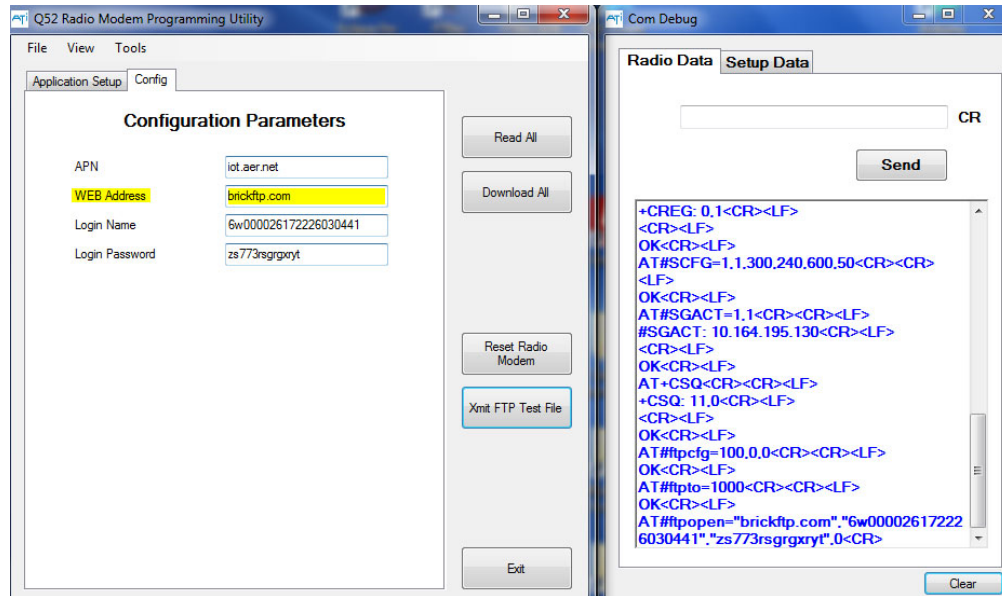 ATi Q52 Radio Modem Programming Utility
File View Tools
Application Setup Config
Configuration Parameters
APN iot.aer.net
WEB Address brickftp.com
Login Name 6w000026172226030441
Login Password zs773rsgrgxryt
Read All
Download All
Reset Radio
Modem
Xmit FTP Test File
Exit
ATi Com Debug
Radio Data Setup Data
CR
Send
+CREG: 0,1<CR><LF>
<CR><LF>
OK<CR><LF>
AT#SCFG=1,1,300,240,600,50<CR><CR>
<LF>
OK<CR><LF>
AT#SGACT=1,1<CR><CR><LF>
#SGACT: 10.164.195.130<CR><LF>
<CR><LF>
OK<CR><LF>
AT+CSQ<CR><CR><LF>
+CSQ: 11,0<CR><LF>
<CR><LF>
OK<CR><LF>
AT#ftpcfg=100,0,0<CR><CR><LF>
OK<CR><LF>
AT#ftpto=1000<CR><CR><LF>
OK<CR><LF>
AT#ftpopen="brickftp.com","6w00002617222
6030441","zs773rsgrgxryt",0<CR>
Clear